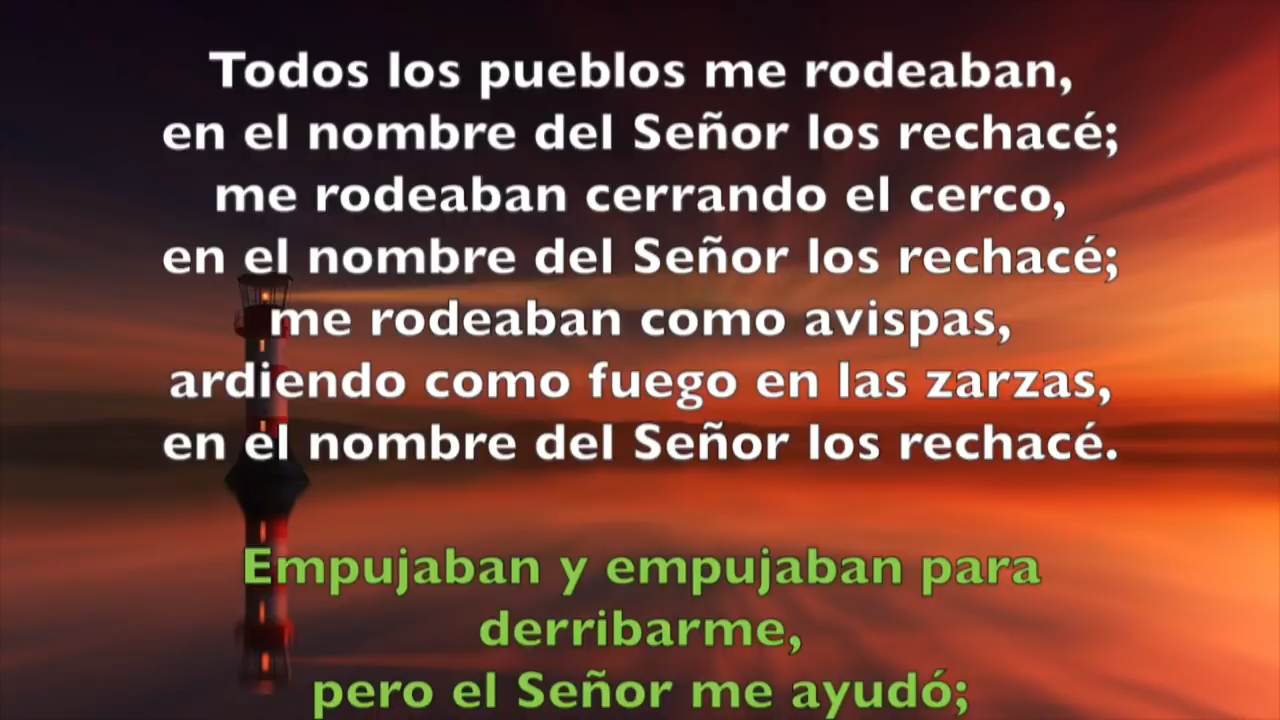 Todos los pueblos me rodeaban,
en el nombre del Señor los rechacé;
me rodeaban cerrando el cerco,
en el nombre del Señor los rechacé;
me rodeaban como avispas,
ardiendo como fuego en las zarzas,
en el nombre del Señor los rechacé.
Empujaban y empujaban para
derribarme,
pero el Señor me ayudó;